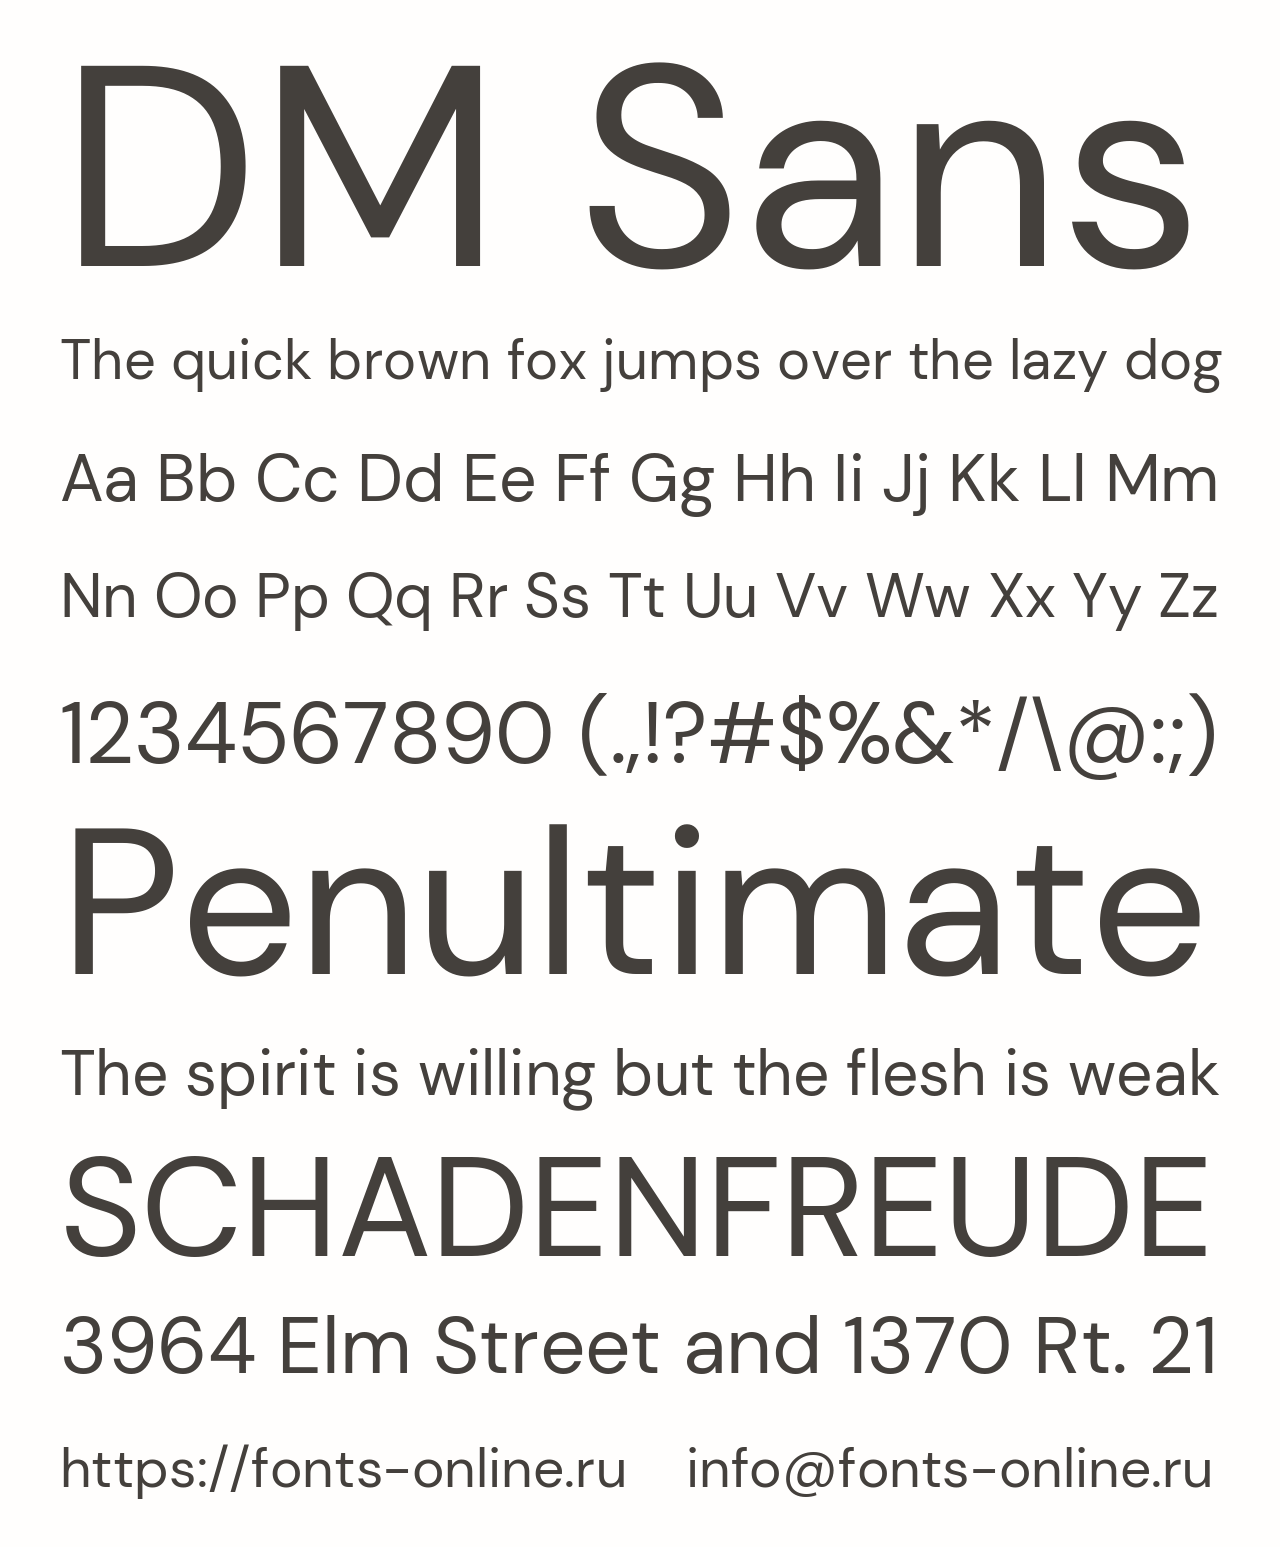 DM Sans
The quick brown fox jumps over the lazy dog
Aa Bb Cc Dd Ee Ff Gg Hh Ii Jj Kk Ll Mm
Nn Oo Pp Qq Rr Ss Tt Uu Vv Ww Xx Yy Zz
1234567890 (.,!?#$%&*/\@:;)
Penultimate
The spirit is willing but the flesh is weak
SCHADENFREUDE
3964 Elm Street and 1370 Rt. 21
https://fonts-online.ru info@fonts-online.ru